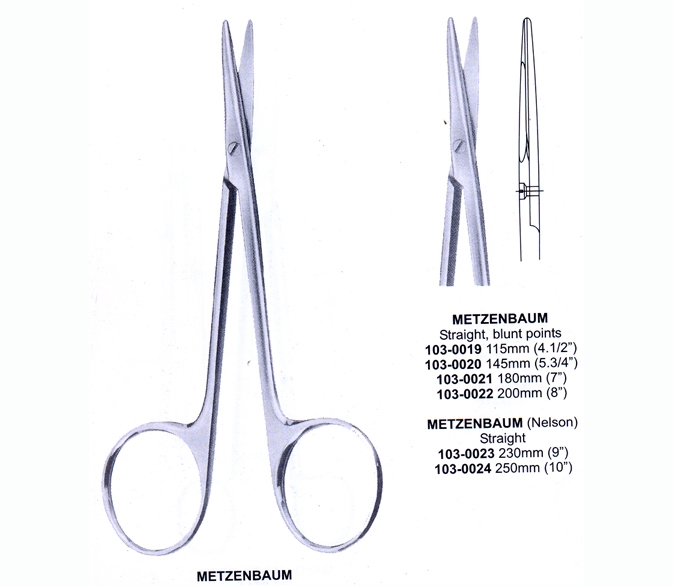 METZENBAUM
Straight, blunt points
103-0019 115mm (4.1/2”)
103-0020 145mm (5.3/4”)
103-0021 180mm (7”)
103-0022 200mm (8”)
METZENBAUM (Nelson)
Straight
103-0023 230mm (9”)
103-0024 250mm (10”)
METZENBAUM